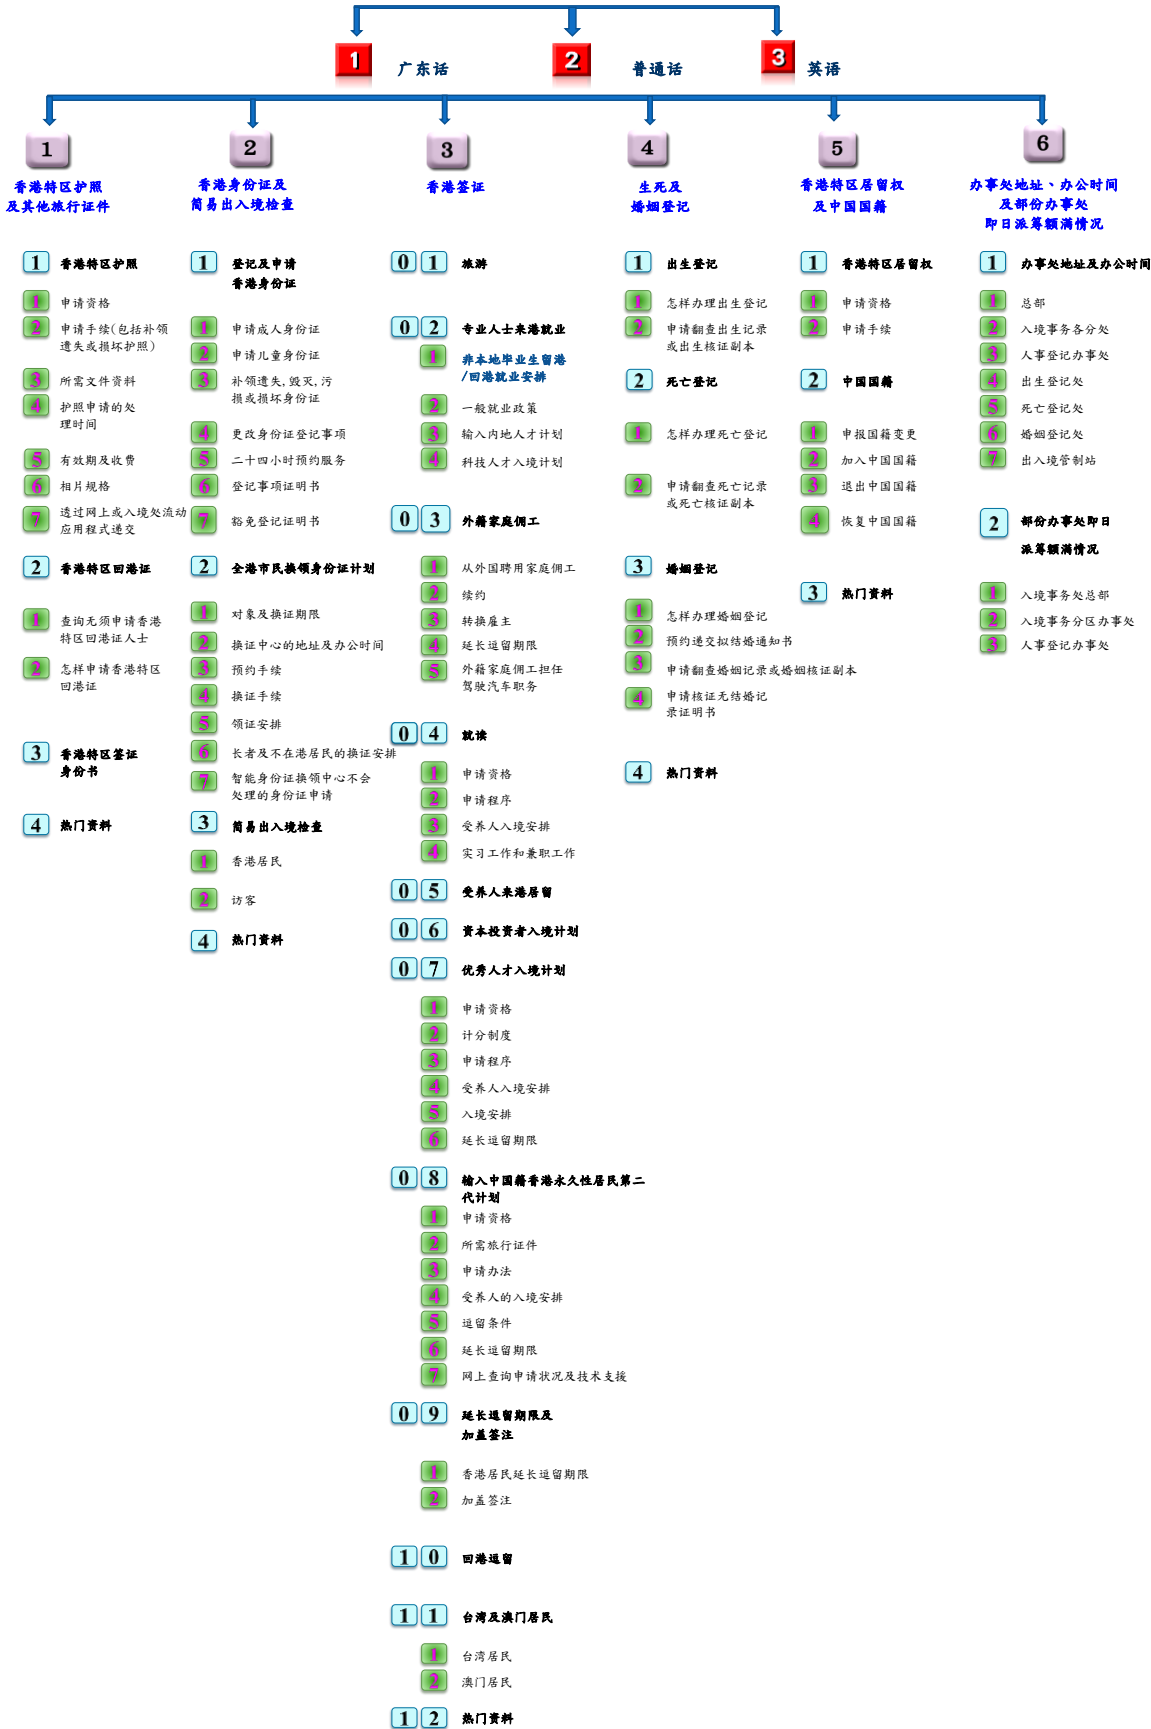 1 广东话
2 普通话
3 英语
1
香港特区护照
及其他旅行证件
1 香港特区护照
1 申请资格
2 申请手续(包括补领
遗失或损坏护照)
3 所需文件资料
4 护照申请的处
理时间
5 有效期及收费
6 相片规格
7 透过网上或入境处流动
应用程式递交
2 香港特区回港证
1 查询无须申请香港
特区回港证人士
2 怎样申请香港特区
回港证
3 香港特区签证
身份书
4 热门资料
2
香港身份证及
简易出入境检查
1 登记及申请
香港身份证
1 申请成人身份证
2 申请儿童身份证
3 补领遗失,毁灭,污
损或损坏身份证
4 更改身份证登记事项
5 二十四小时预约服务
6 登记事项证明书
7 豁免登记证明书
2 全港市民换领身份证计划
1 对象及换证期限
2 换证中心的地址及办公时间
3 预约手续
4 换证手续
5 领证安排
6 长者及不在港居民的换证安排
7 智能身份证换领中心不会
处理的身份证申请
3 简易出入境检查
1 香港居民
2 访客
4 热门资料
3
香港签证
0 1 旅游
0 2 专业人士来港就业
1 非本地毕业生留港
/回港就业安排
2 一般就业政策
3 输入内地人才计划
4 科技人才入境计划
0 3 外籍家庭佣工
1 从外国聘用家庭佣工
2 续约
3 转换雇主
4 延长逗留期限
5 外籍家庭佣工担任
驾驶汽车职务
0 4 就读
1 申请资格
2 申请程序
3 受养人入境安排
4 实习工作和兼职工作
0 5 受养人来港居留
0 6 资本投资者入境计划
0 7 优秀人才入境计划
1 申请资格
2 计分制度
3 申请程序
4 受养人入境安排
5 入境安排
6 延长逗留期限
0 8 输入中国籍香港永久性居民第二
代计划
1 申请资格
2 所需旅行证件
3 申请办法
4 受养人的入境安排
5 逗留条件
6 延长逗留期限
7 网上查询申请状况及技术支援
0 9 延长逗留期限及
加盖签注
1 香港居民延长逗留期限
2 加盖签注
1 0 回港逗留
1 1 台湾及澳门居民
1 台湾居民
2 澳门居民
1 2 热门资料
4
生死及
婚姻登记
1 出生登记
1 怎样办理出生登记
2 申请翻查出生记录
或出生核证副本
2 死亡登记
1 怎样办理死亡登记
2 申请翻查死亡记录
或死亡核证副本
3 婚姻登记
1 怎样办理婚姻登记
2 预约递交拟结婚通知书
3 申请翻查婚姻记录或婚姻核证副本
4 申请核证无结婚记
录证明书
4 热门资料
5
香港特区居留权
及中国国籍
1 香港特区居留权
1 申请资格
2 申请手续
2 中国国籍
1 申报国籍变更
2 加入中国国籍
3 退出中国国籍
4 恢复中国国籍
3 热门资料
6
办事处地址、办公时间
及部份办事处
即日派筹额满情况
1 办事处地址及办公时间
1 总部
2 入境事务各分处
3 人事登记办事处
4 出生登记处
5 死亡登记处
6 婚姻登记处
7 出入境管制站
2 部份办事处即日
派筹额满情况
1 入境事务处总部
2 入境事务分区办事处
3 人事登记办事处